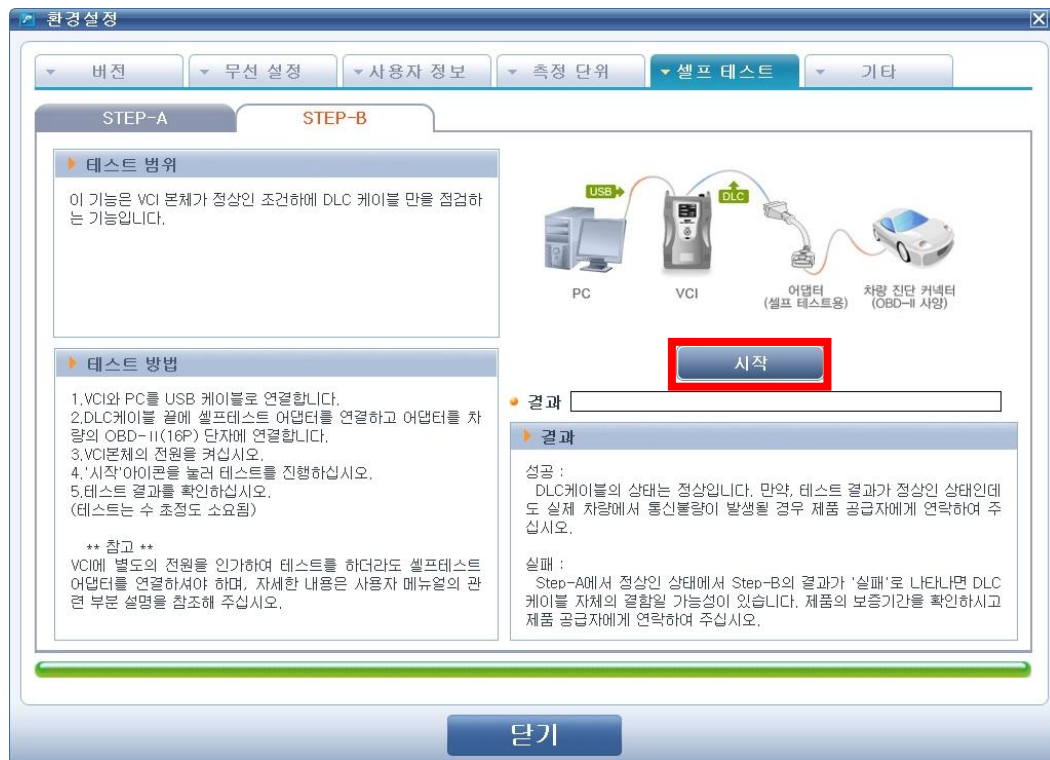 환경설정
버전
무선 설정
사용자 정보
측정 단위
셀프 테스트
기타
STEP-A
STEP-B
테스트 범위
이 기능은 VCI 본체가 정상인 조건하에 DLC 케이블 만을 점검하
는 기능입니다.
USB
DLC
PC
VCI
어댑터
(셀프 테스트용)
차량 진단 커넥터
(OBD-II 사양)
테스트 방법
1.VCI와 PC를 USB 케이블로 연결합니다.
2.DLC케이블 끝에 셀프테스트 어댑터를 연결하고 어댑터를 차
량의 OBD-II(16P) 단자에 연결합니다.
3.VCI본체의 전원을 켜십시오.
4.'시작'아이콘을 눌러 테스트를 진행하십시오.
5.테스트 결과를 확인하십시오.
(테스트는 수 초정도 소요됨)
** 참고 **
VCI에 별도의 전원을 인가하여 테스트를 하더라도 셀프테스트
어댑터를 연결하셔야 하며, 자세한 내용은 사용자 메뉴얼의 관
련 부분 설명을 참조해 주십시오.
시작
결과
결과
성공 :
DLC케이블의 상태는 정상입니다. 만약, 테스트 결과가 정상인 상태인데
도 실제 차량에서 통신불량이 발생될 경우 제품 공급자에게 연락하여 주
십시오.
실패 :
Step-A에서 정상인 상태에서 Step-B의 결과가 '실패'로 나타나면 DLC
케이블 자체의 결함일 가능성이 있습니다. 제품의 보증기간을 확인하시고
제품 공급자에게 연락하여 주십시오.
닫기